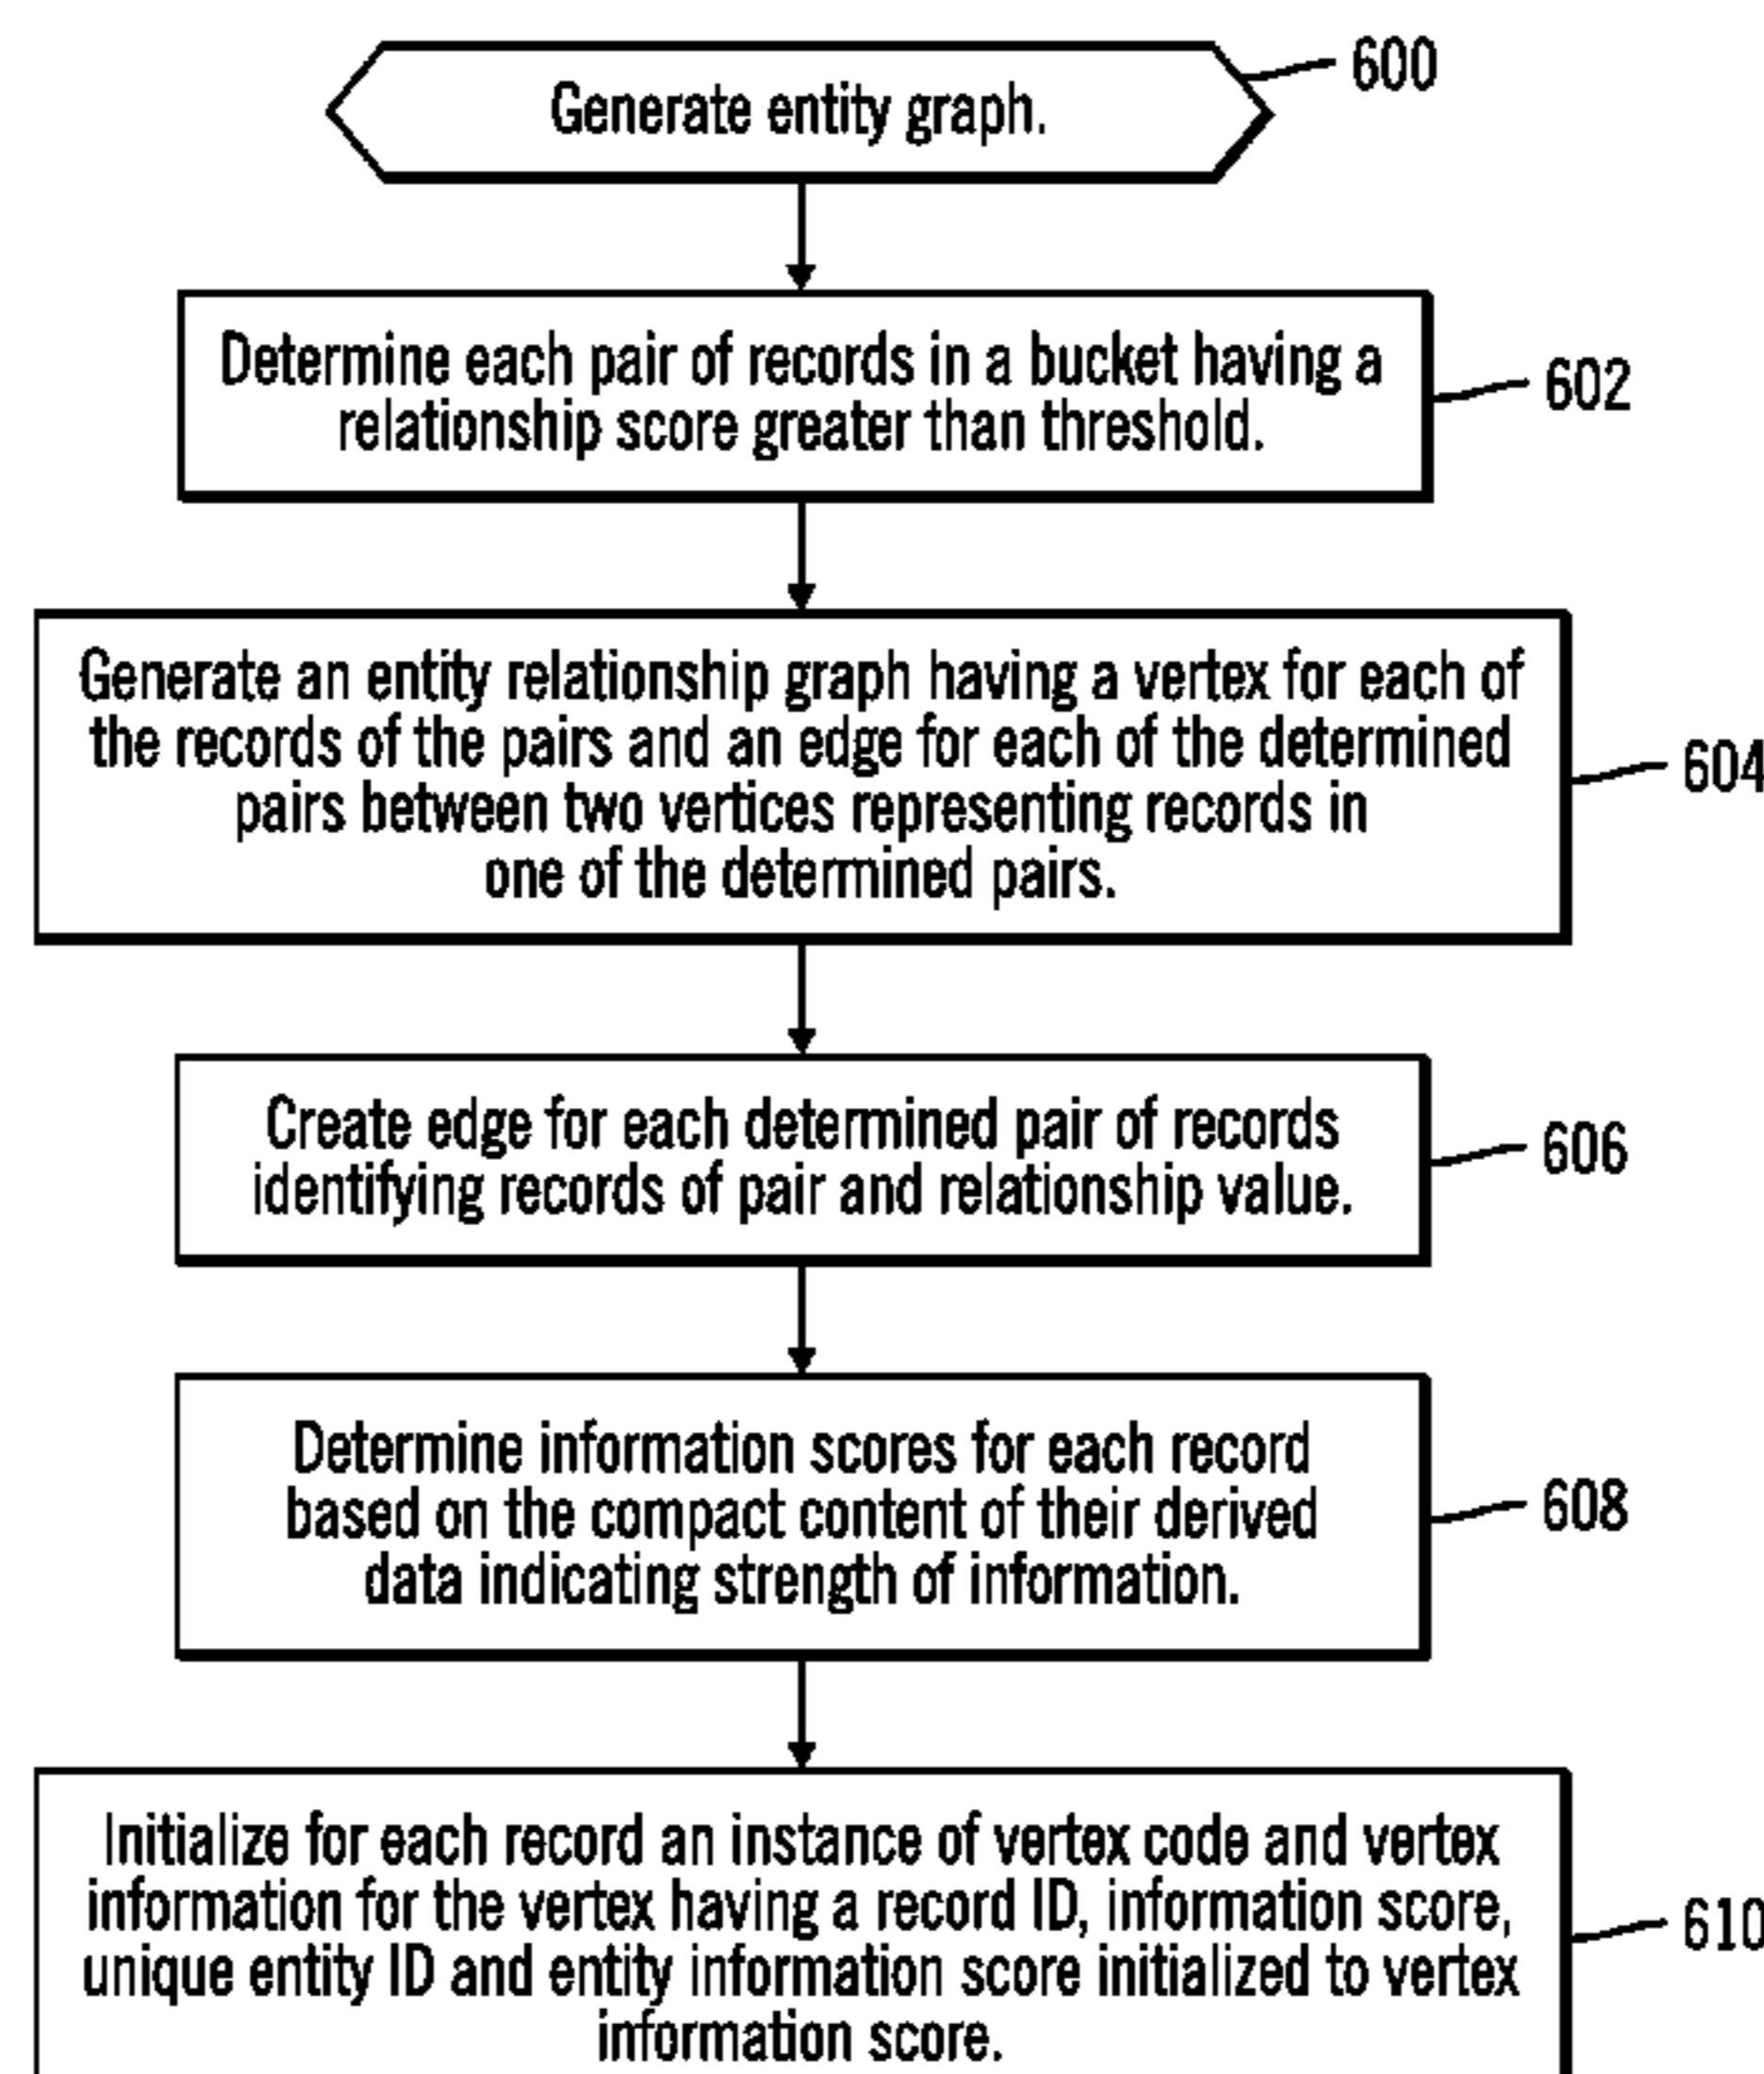 Generate entity graph.
600
Determine each pair of records in a bucket having a
relationship score greater than threshold.
602
Generate an entity relationship graph having a vertex for each of
the records of the pairs and an edge for each of the determined
pairs between two vertices representing records in
one of the determined pairs.
604
Create edge for each determined pair of records
identifying records of pair and relationship value.
606
Determine information scores for each record
based on the compact content of their derived
data indicating strength of information.
608
Initialize for each record an instance of vertex code and vertex
information for the vertex having a record ID, information score,
unique entity ID and entity information score initialized to vertex
information score.
610